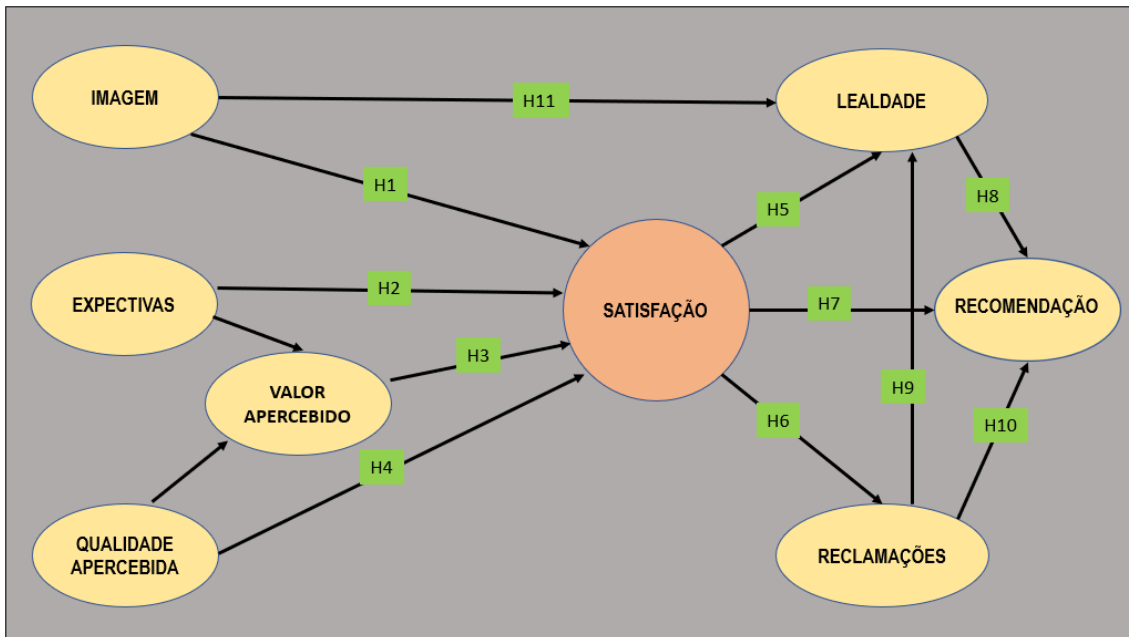 IMAGEM
H11
LEALDADE
H1
H5
H8
EXPECTIVAS
H2
SATISFAÇÃO
H7
RECOMENDAÇÃO
H3
VALOR
APERCEBIDO
H9
H6
H10
H4
QUALIDADE
APERCEBIDA
RECLAMAÇÕES